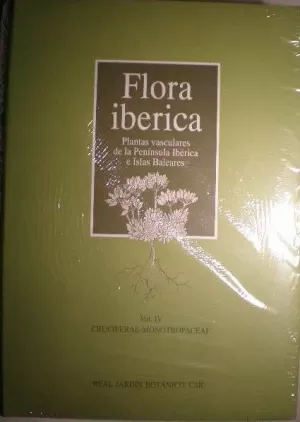 Flora
iberica
Plantas vasculares
de la Península Ibérica
e Islas Baleares
Vol. IV
CRUCIFERAE-MONOTROPACEAE
REAL JARDÍN BOTÁNICO, CSIC